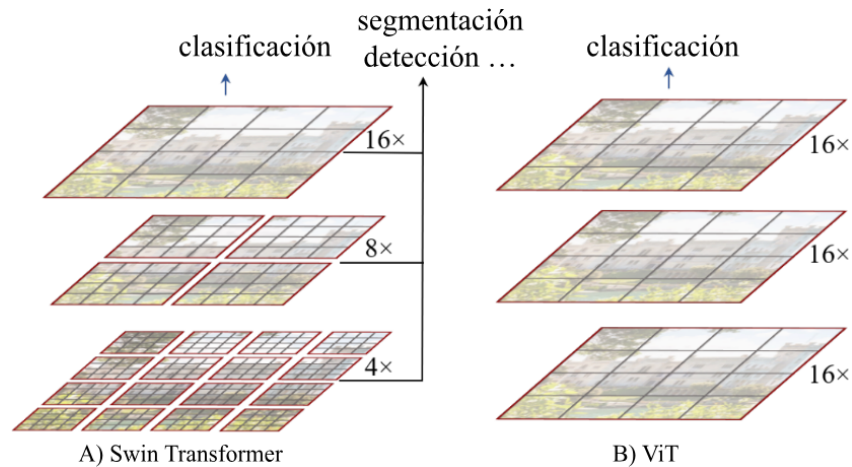 clasificación
segmentación
detección ...
clasificación
16×
8×
4×
16×
16×
16×
A) Swin Transformer
B) ViT